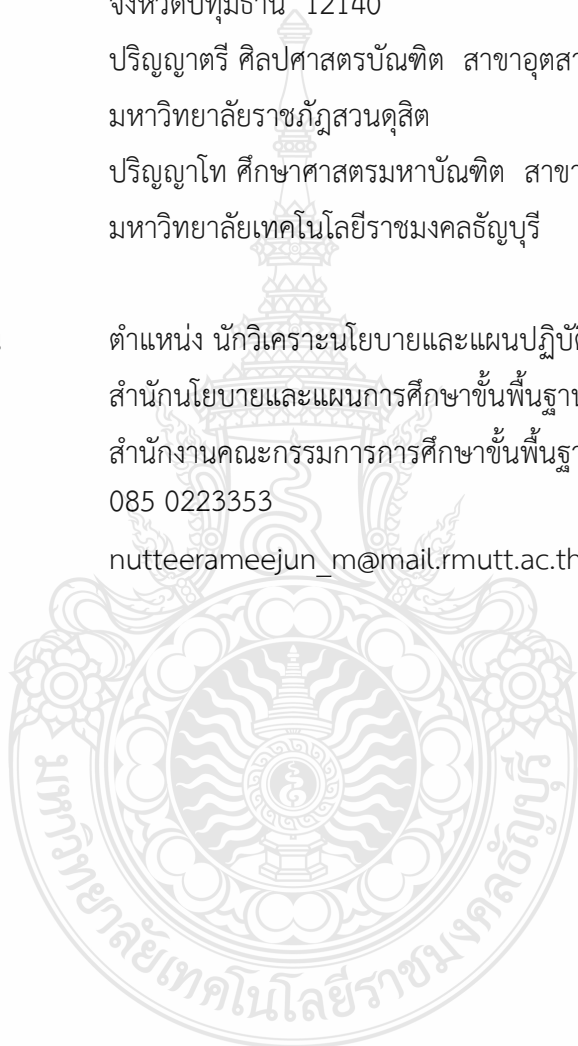 จังหวัดปทุมธานี 12140
ปริญญาตรี ศิลปศาสตรบัณฑิต สาขาอุตสา
มหาวิทยาลัยราชภัฎสวนดุสิต
ปริญญาโท ศึกษาศาสตรมหาบัณฑิต สาขา
มหาวิทยาลัยเทคโนโลยีราชมงคลธัญบุรี
ตำแหน่ง นักวิเคราะนโยบายและแผนปฏิบัติ
สำนักนโยบายและแผนการศึกษาขั้นพื้นฐาน
สำนักงานคณะกรรมการการศึกษาขั้นพื้นฐา
085 0223353
nutteerameejun_m@mail.rmutt.ac.th
มหาวิทยาลัยเทคโนโลยีราชมงคลธัญบุรี